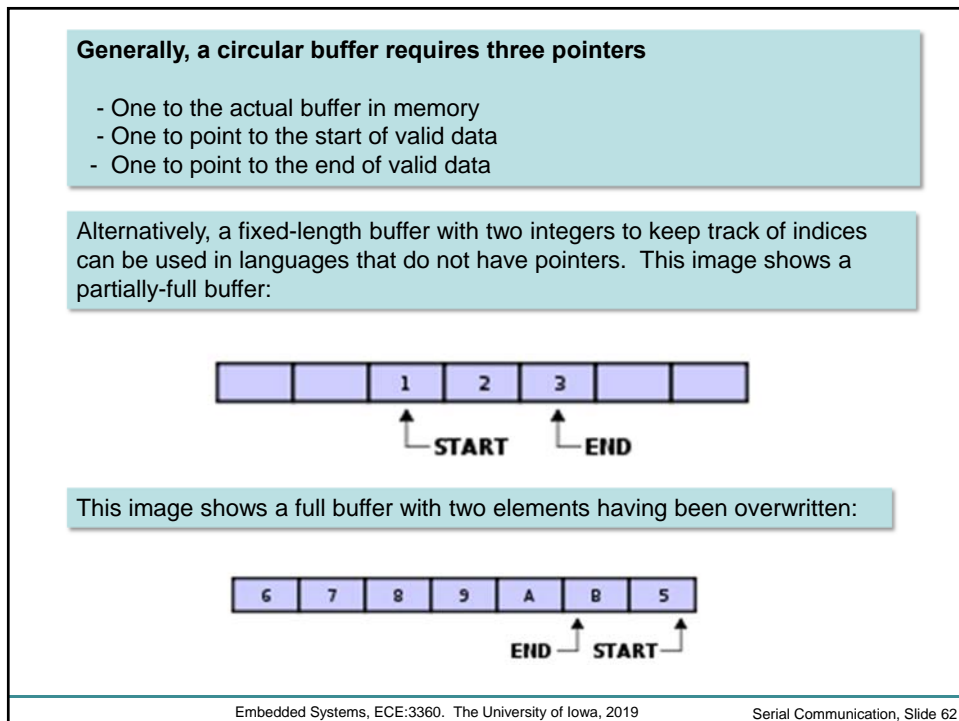 Generally, a circular buffer requires three pointers
- One to the actual buffer in memory
- One to point to the start of valid data
- One to point to the end of valid data
Alternatively, a fixed-length buffer with two integers to keep track of indices
can be used in languages that do not have pointers. This image shows a
partially-full buffer:
1 2 3
START END
This image shows a full buffer with two elements having been overwritten:
6 7 8 9 A B 5
END START
Embedded Systems, ECE:3360. The University of Iowa, 2019 Serial Communication, Slide 62